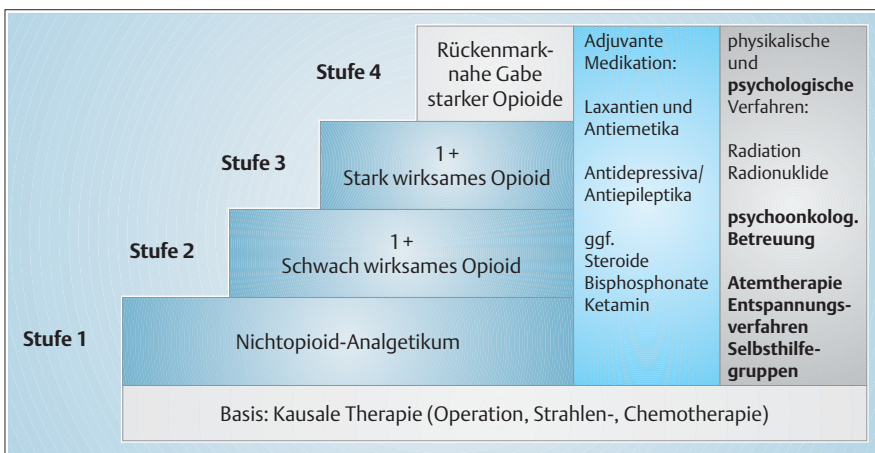 Stufe 4
Rückenmark-
nahe Gabe
starker Opioide
Stufe 3
1 +
Stark wirksames Opioid
Stufe 2
1 +
Schwach wirksames Opioid
Stufe 1
Nichtopioid-Analgetikum
Adjuvante
Medikation:
Laxantien und
Antiemetika
Antidepressiva/
Antiepileptika
ggf.
Steroide
Bisphosphonate
Ketamin
physikalische
und
psychologische
Verfahren:
Radiation
Radionuklide
psychoonkolog.
Betreuung
Atemtherapie
Entspannungs-
verfahren
Selbsthilfe-
gruppen
Basis: Kausale Therapie (Operation, Strahlen-, Chemotherapie)